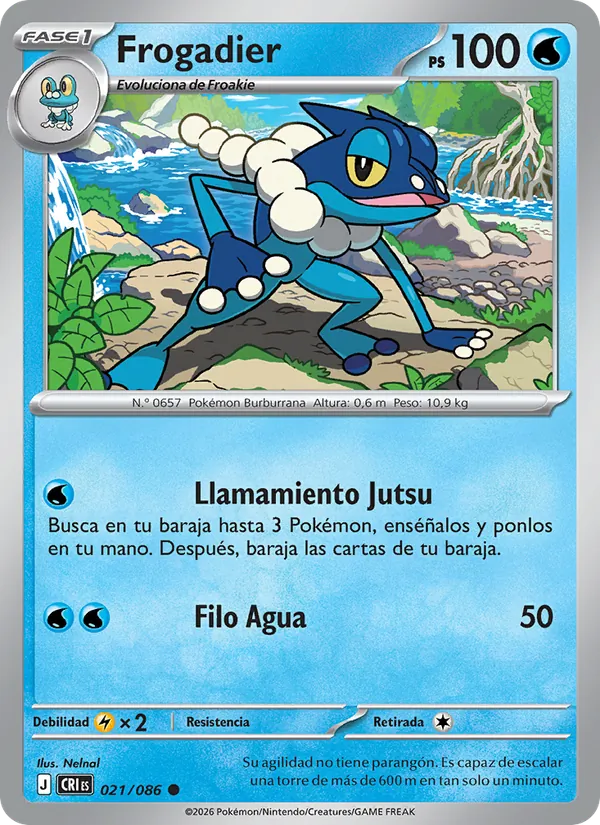 FASE 1
Frogadier
PS 100
Evoluciona de Froakie
N.º 0657 Pokémon Burburrana Altura: 0,6 m Peso: 10,9 kg
Llamamiento Jutsu
Busca en tu baraja hasta 3 Pokémon, enséñalos y ponlos
en tu mano. Después, baraja las cartas de tu baraja.
Filo Agua 50
Debilidad ×2 Resistencia Retirada
Ilus. Nelnal
Su agilidad no tiene parangón. Es capaz de escalar
una torre de más de 600 m en tan solo un minuto.
J CRI ES 021/086
©2026 Pokémon/Nintendo/Creatures/GAME FREAK